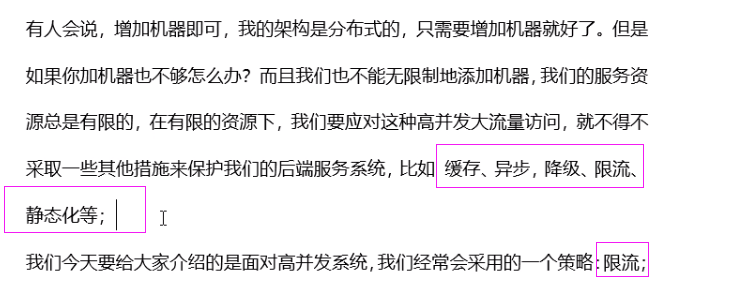 有人会说，增加机器即可，我的架构是分布式的，只需要增加机器就好了。但是
如果你加机器也不够怎么办？而且我们也不能无限制地添加机器，我们的服务资
源总是有限的，在有限的资源下，我们要应对这种高并发大流量访问，就不得不
采取一些其他措施来保护我们的后端服务系统，比如 缓存、异步，降级、限流、
静态化等；
我们今天要给大家介绍的是面对高并发系统，我们经常会采用的一个策略：限流；